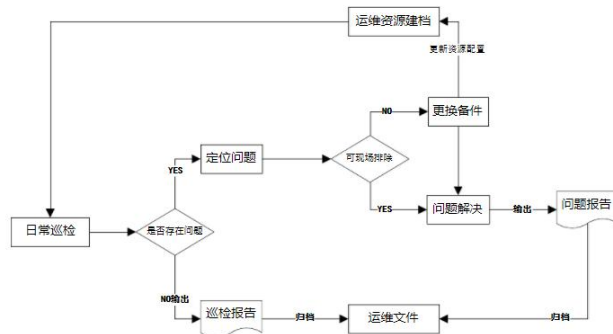 运维资源建档
更新资源配置
NO
更换备件
定位问题
可现场排除
YES
YES
问题解决
输出
问题报告
日常巡检
是否存在问题
NO输出
巡检报告
归档
运维文件
归档